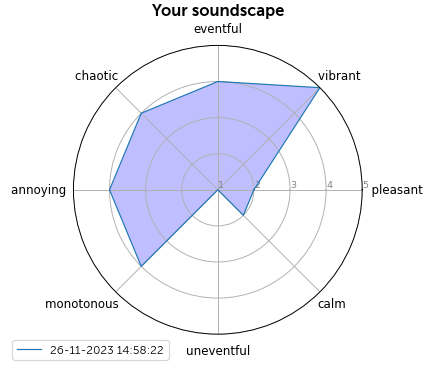 Your soundscape
eventful
chaotic
vibrant
annoying
1 2 3 4 5
pleasant
monotonous
calm
uneventful
26-11-2023 14:58:22